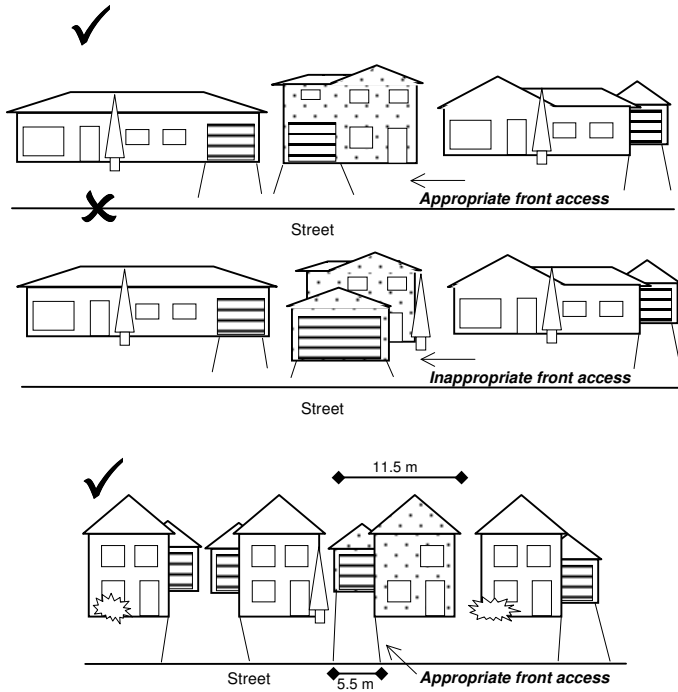 Appropriate front access
Street
Inappropriate front access
Street
11.5 m
Street
5.5 m
Appropriate front access